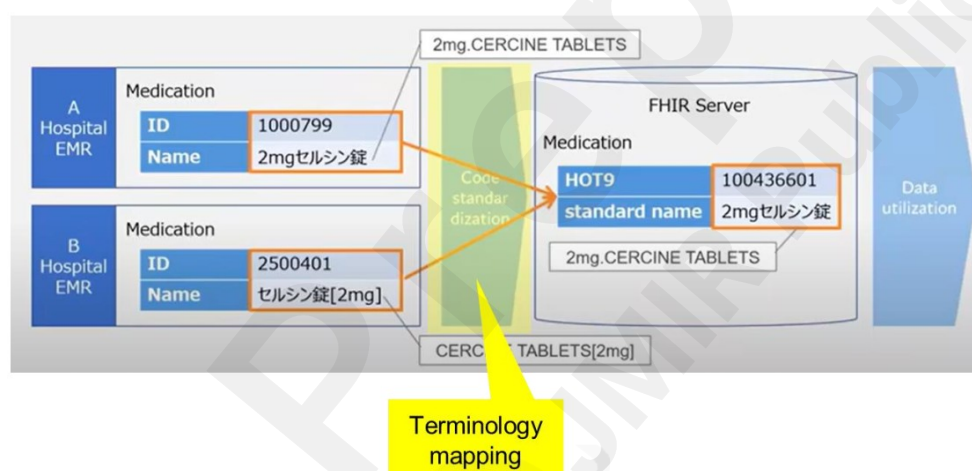 2mg.CERCINE TABLETS
A
Hospital
EMR
Medication
ID 1000799
Name 2mgセルシン錠
B
Hospital
EMR
Medication
ID 2500401
Name セルシン錠[2mg]
CERCINE TABLETS[2mg]
Code
standar
dization
FHIR Server
Medication
HOT9 100436601
standard name 2mgセルシン錠
2mg.CERCINE TABLETS
Data
utilization
Terminology
mapping